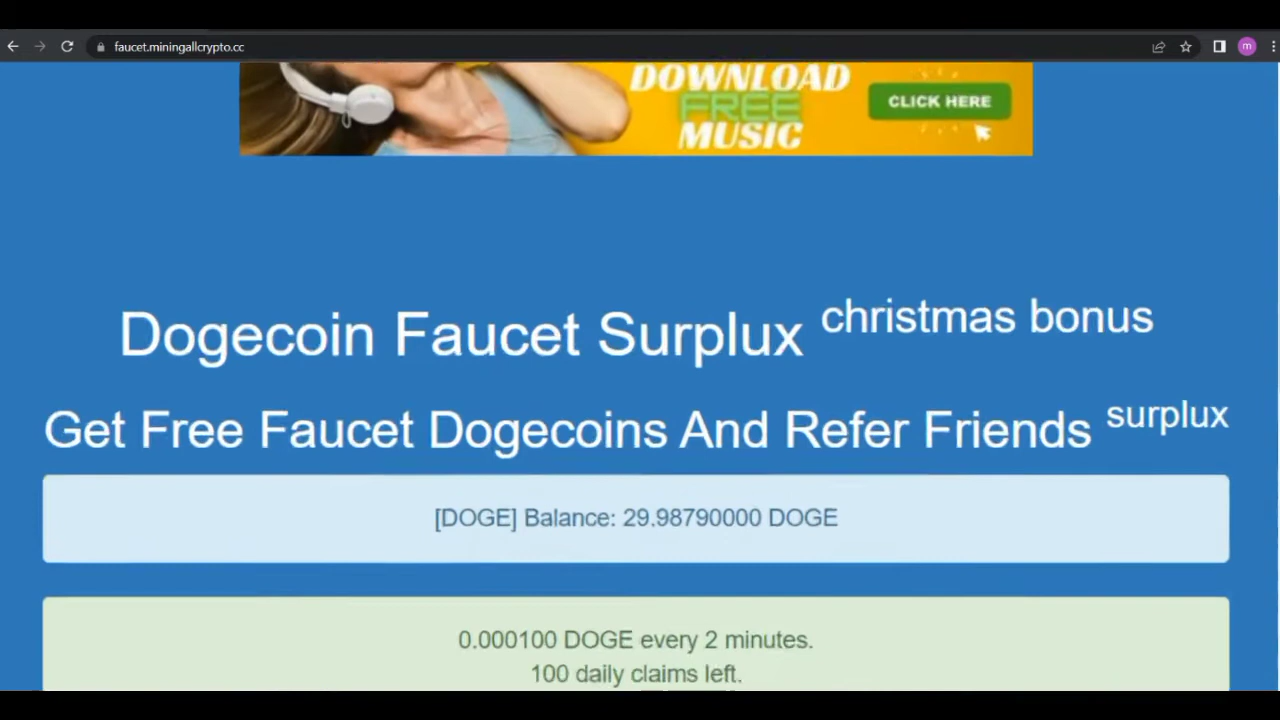 faucet.miningallcrypto.cc
m
DOWNLOAD
FREE
MUSIC
CLICK HERE
Dogecoin Faucet Surplux christmas bonus
Get Free Faucet Dogecoins And Refer Friends surplux
[DOGE] Balance: 29.98790000 DOGE
0.000100 DOGE every 2 minutes.
100 daily claims left.